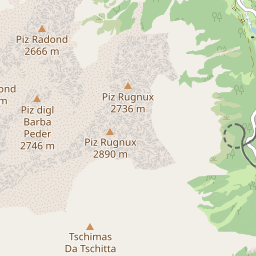 Piz Radond
2666 m
ond
m
Piz Rugnux
2736 m
Piz digl
Barba
Peder
2746 m
Piz Rugnux
2890 m
Tschimas
Da Tschitta